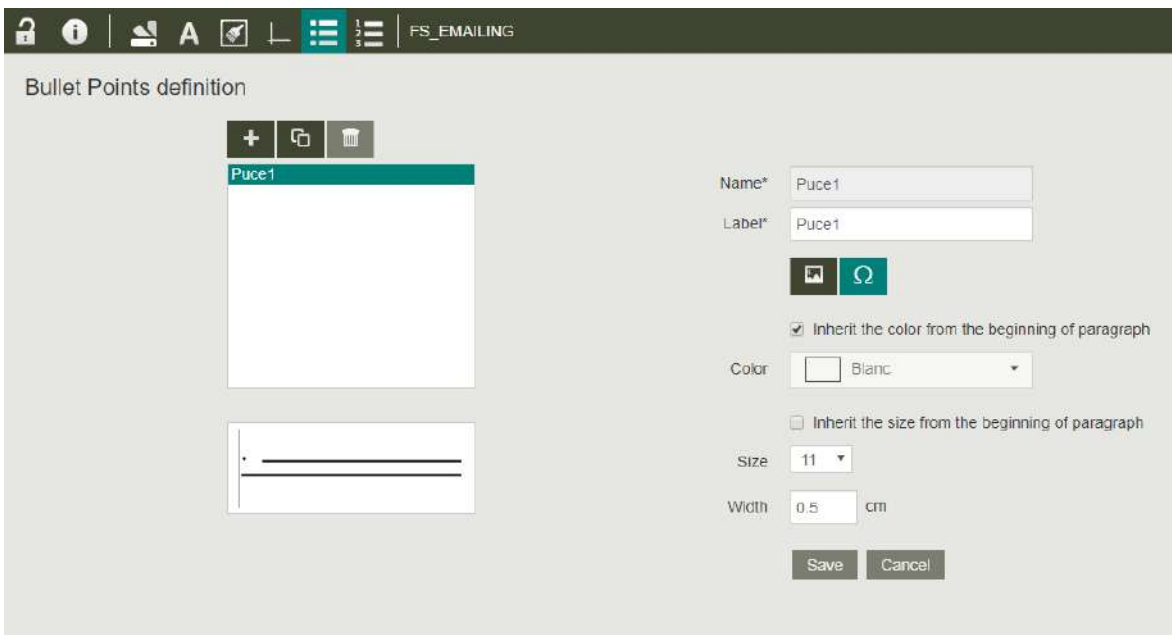 FS_EMAILING
Bullet Points definition
Puce1
Name* Puce1
Label* Puce1
Ω
Inherit the color from the beginning of paragraph
Color Blanc
Inherit the size from the beginning of paragraph
Size 11
Width 0.5 cm
Save Cancel